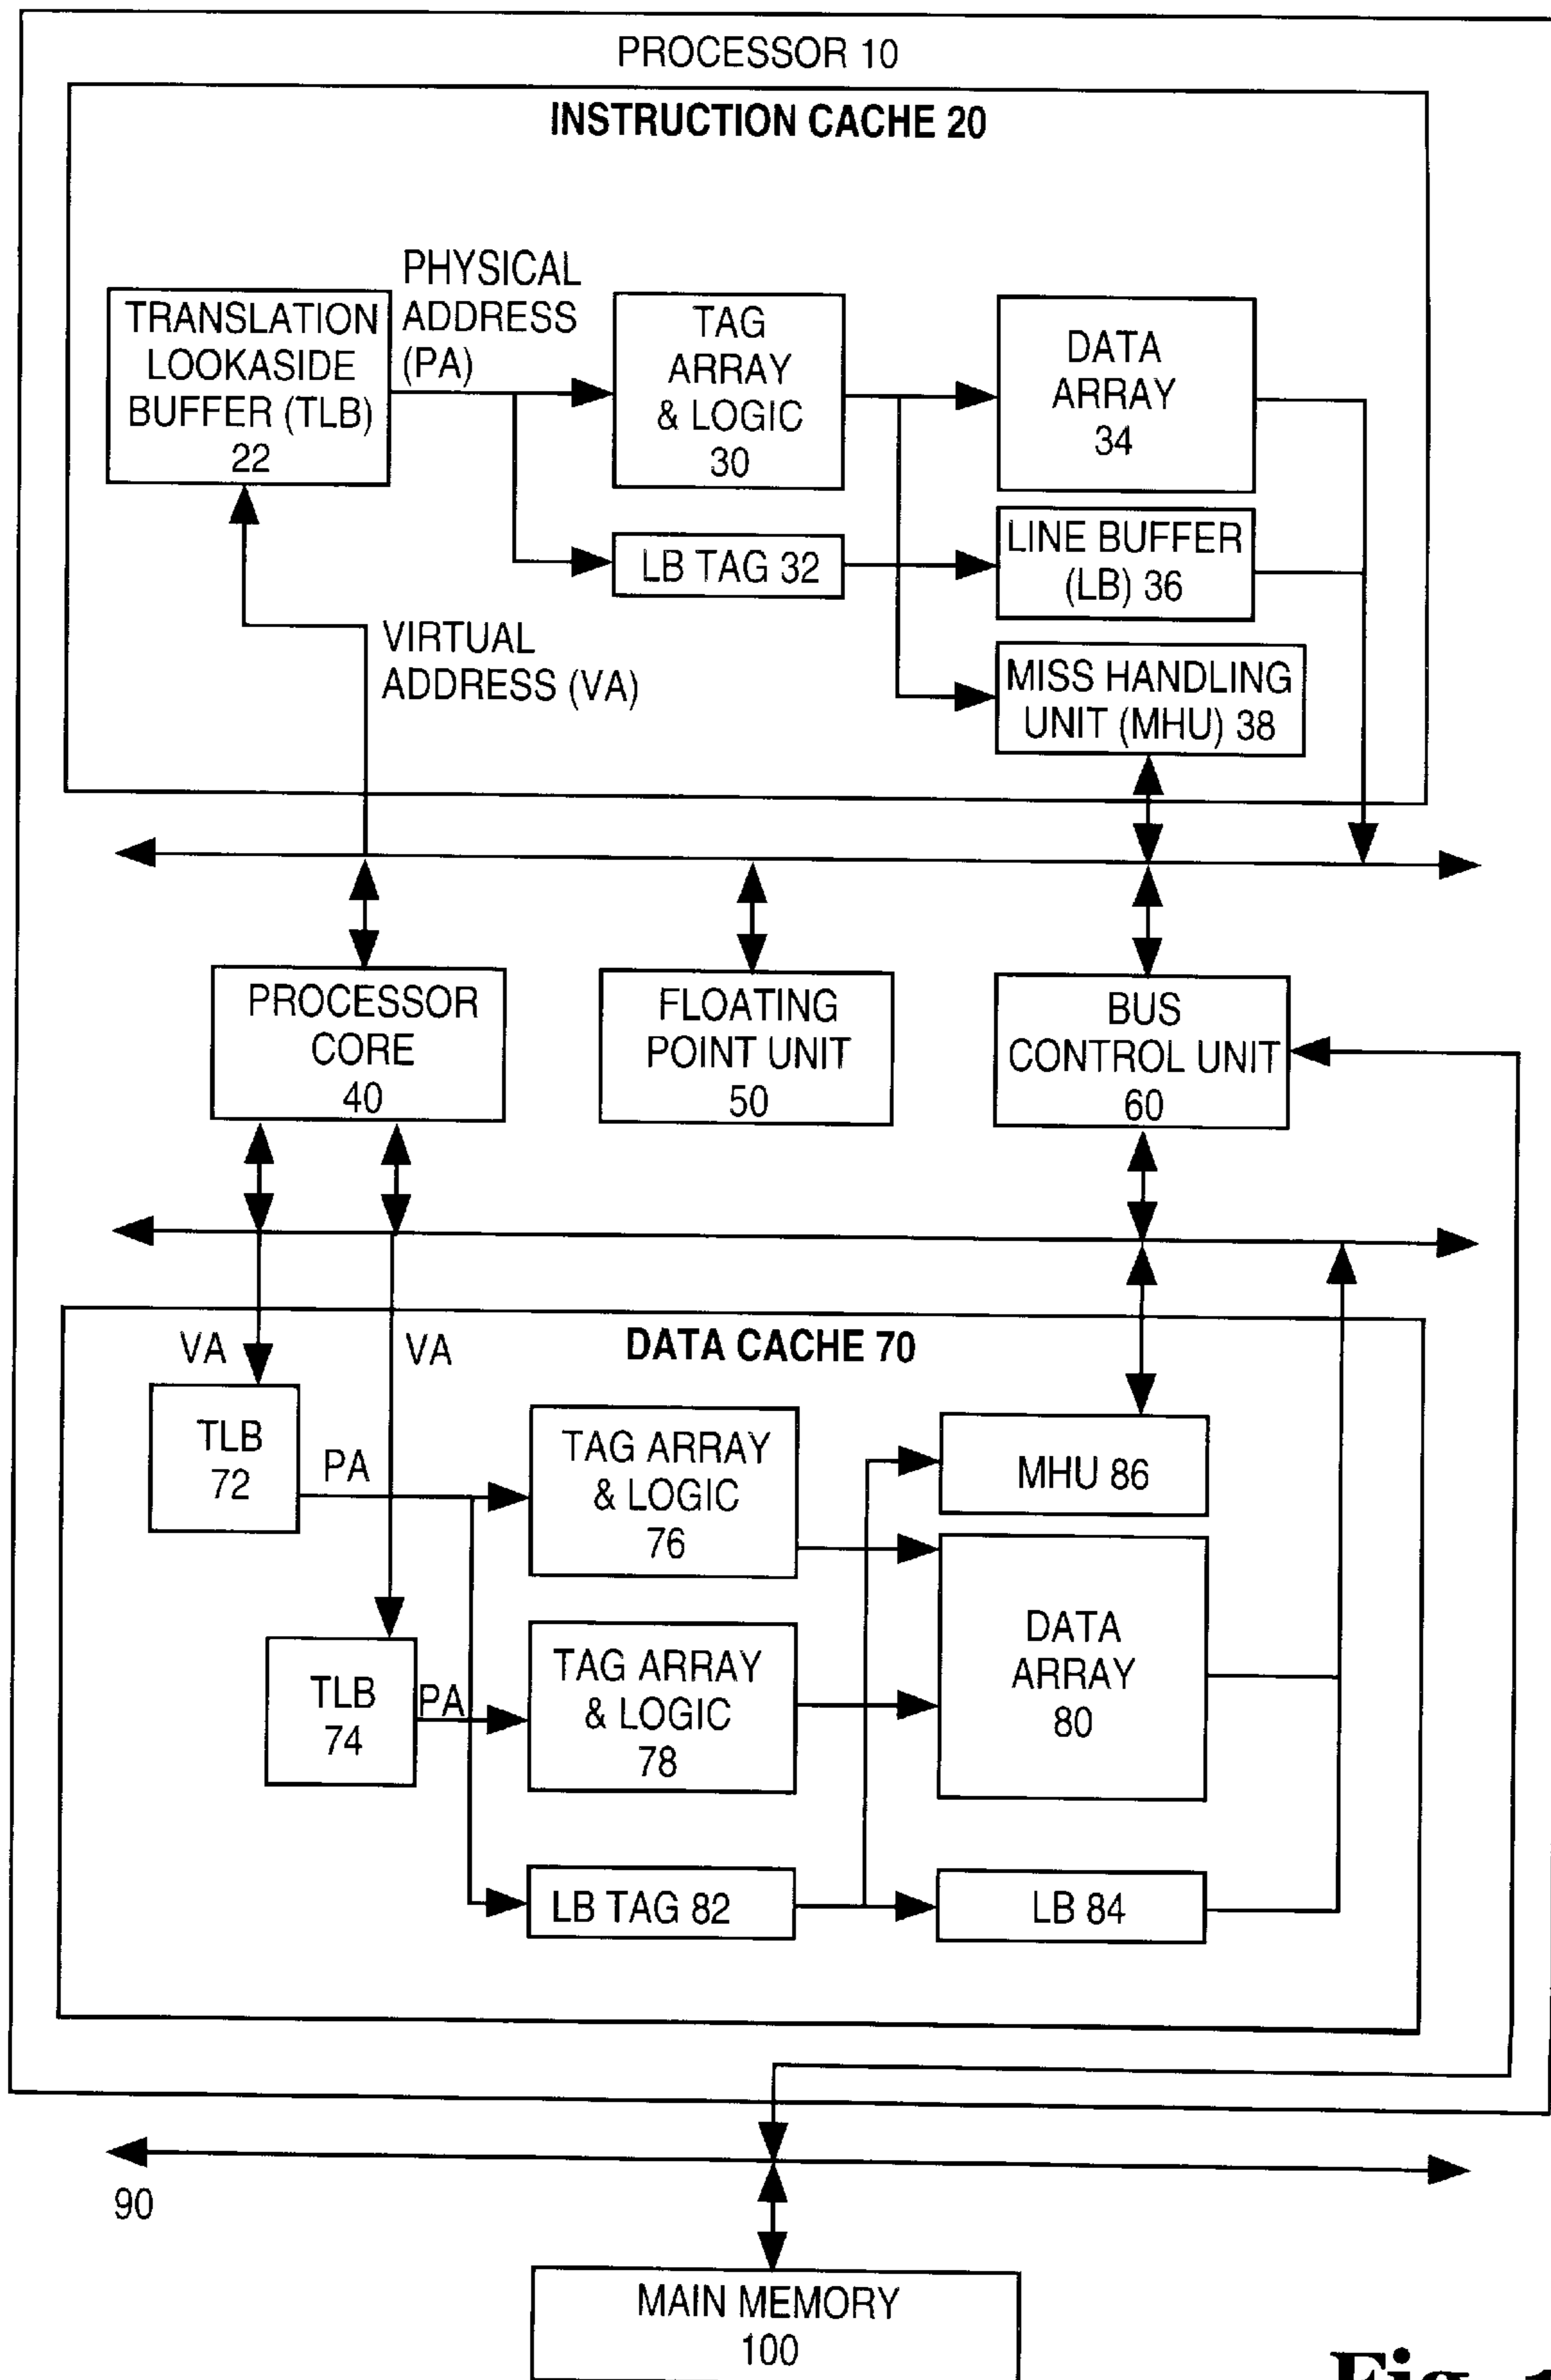 PROCESSOR 10
INSTRUCTION CACHE 20
PHYSICAL
ADDRESS
(PA)
TRANSLATION
LOOKASIDE
BUFFER (TLB)
22
TAG
ARRAY
& LOGIC
30
DATA
ARRAY
34
LB TAG 32
LINE BUFFER
(LB) 36
VIRTUAL
ADDRESS (VA)
MISS HANDLING
UNIT (MHU) 38
PROCESSOR
CORE
40
FLOATING
POINT UNIT
50
BUS
CONTROL UNIT
60
VA
VA
DATA CACHE 70
TLB
72
PA
TAG ARRAY
& LOGIC
76
MHU 86
TLB
74
PA
TAG ARRAY
& LOGIC
78
DATA
ARRAY
80
LB TAG 82
LB 84
90
MAIN MEMORY
100
Fig.